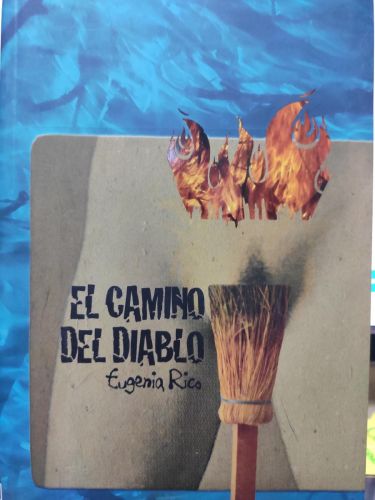 EL CAMINO
DEL DIABLO
Eugenia Rico